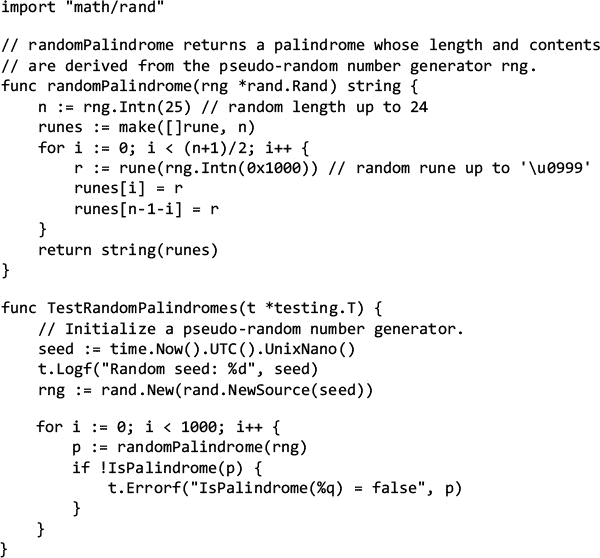 import "math/rand"

// randomPalindrome returns a palindrome whose length and contents
// are derived from the pseudo-random number generator rng.
func randomPalindrome(rng *rand.Rand) string {
    n := rng.Intn(25) // random length up to 24
    runes := make([]rune, n)
    for i := 0; i < (n+1)/2; i++ {
        r := rune(rng.Intn(0x1000)) // random rune up to '\u0999'
        runes[i] = r
        runes[n-1-i] = r
    }
    return string(runes)
}

func TestRandomPalindromes(t *testing.T) {
    // Initialize a pseudo-random number generator.
    seed := time.Now().UTC().UnixNano()
    t.Logf("Random seed: %d", seed)
    rng := rand.New(rand.NewSource(seed))

    for i := 0; i < 1000; i++ {
        p := randomPalindrome(rng)
        if !IsPalindrome(p) {
            t.Errorf("IsPalindrome(%q) = false", p)
        }
    }
}